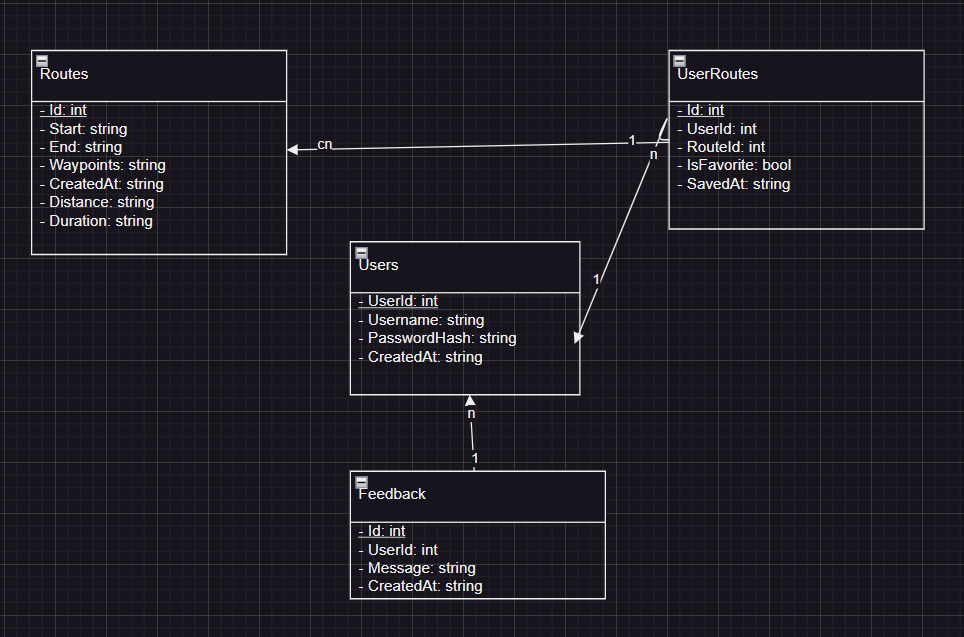 Routes
- Id: int
- Start: string
- End: string
- Waypoints: string
- CreatedAt: string
- Distance: string
- Duration: string
cn
1
n
UserRoutes
- Id: int
- UserId: int
- RouteId: int
- IsFavorite: bool
- SavedAt: string
Users
- UserId: int
- Username: string
- PasswordHash: string
- CreatedAt: string
1
n
1
Feedback
- Id: int
- UserId: int
- Message: string
- CreatedAt: string